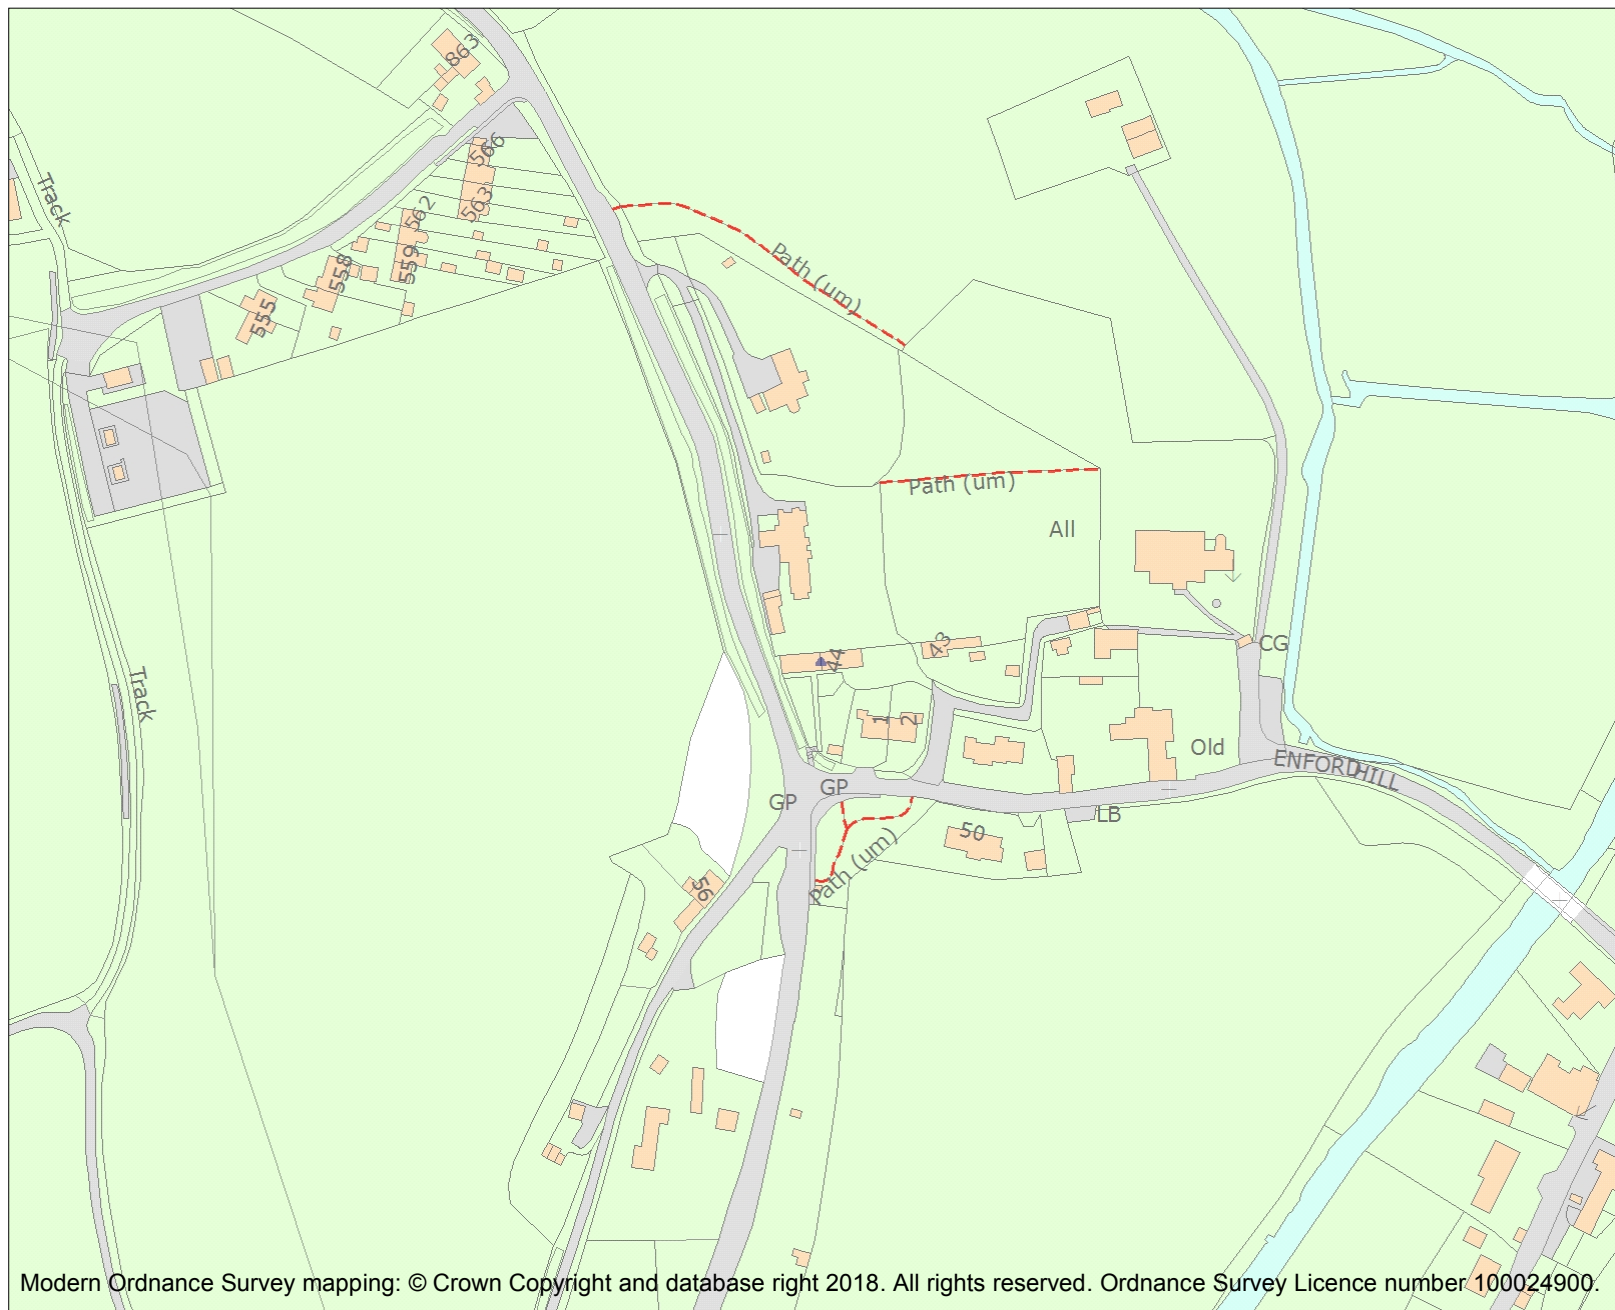 863
566
Track
563
562
559
558
555
Path (um)
Path (um)
All
CG
43
44
1
2
Old
Track
ENFORD HILL
GP
GP
LB
50
Path (um)
56
Modern Ordnance Survey mapping: © Crown Copyright and database right 2018. All rights reserved. Ordnance Survey Licence number 100024900.